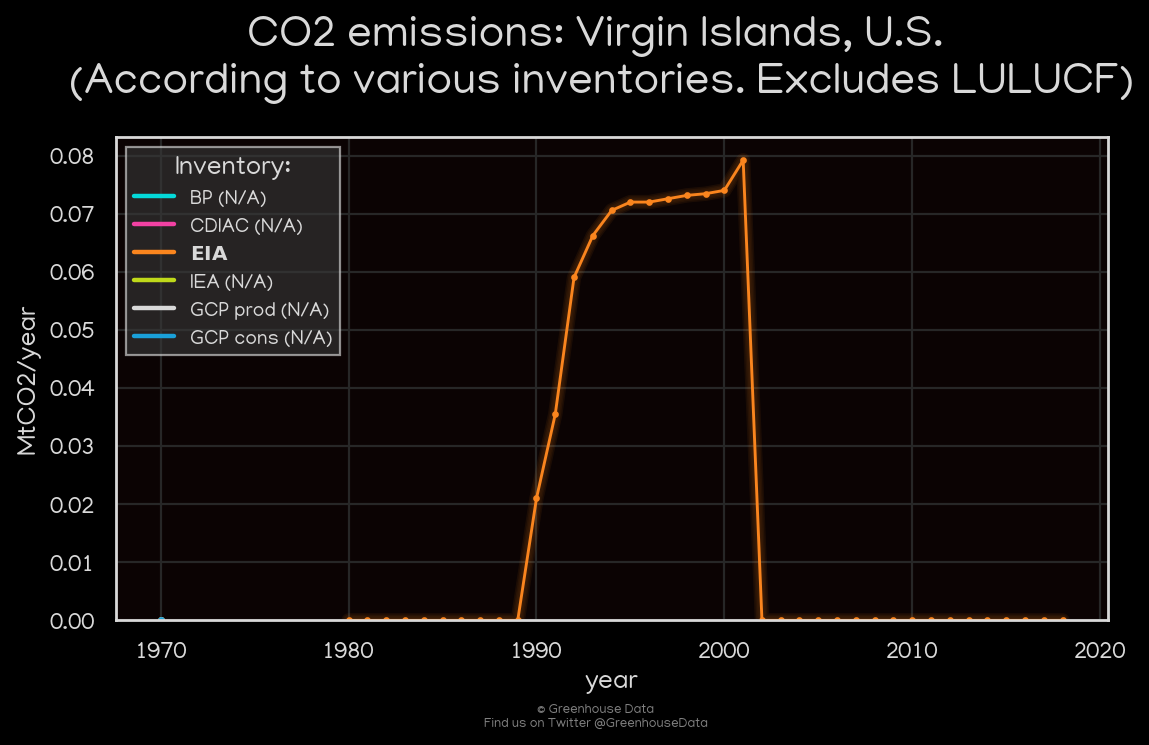 CO2 emissions: Virgin Islands, U.S.
(According to various inventories. Excludes LULUCF)
Inventory:
BP (N/A)
CDIAC (N/A)
EIA
IEA (N/A)
GCP prod (N/A)
GCP cons (N/A)
MtCO2/year
0.08
0.07
0.06
0.05
0.04
0.03
0.02
0.01
0.00
1970
1980
1990
2000
2010
2020
year
© Greenhouse Data
Find us on Twitter @GreenhouseData